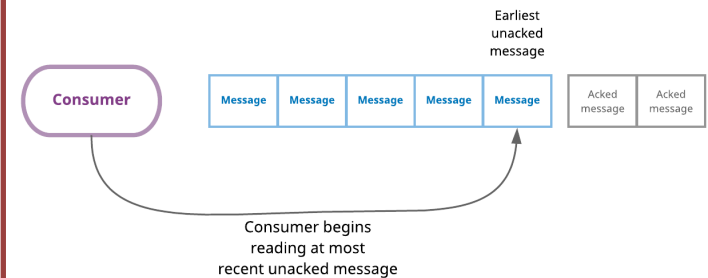 Earliest
unacked
message
Consumer
Message
Message
Message
Message
Message
Acked
message
Acked
message
Consumer begins
reading at most
recent unacked message